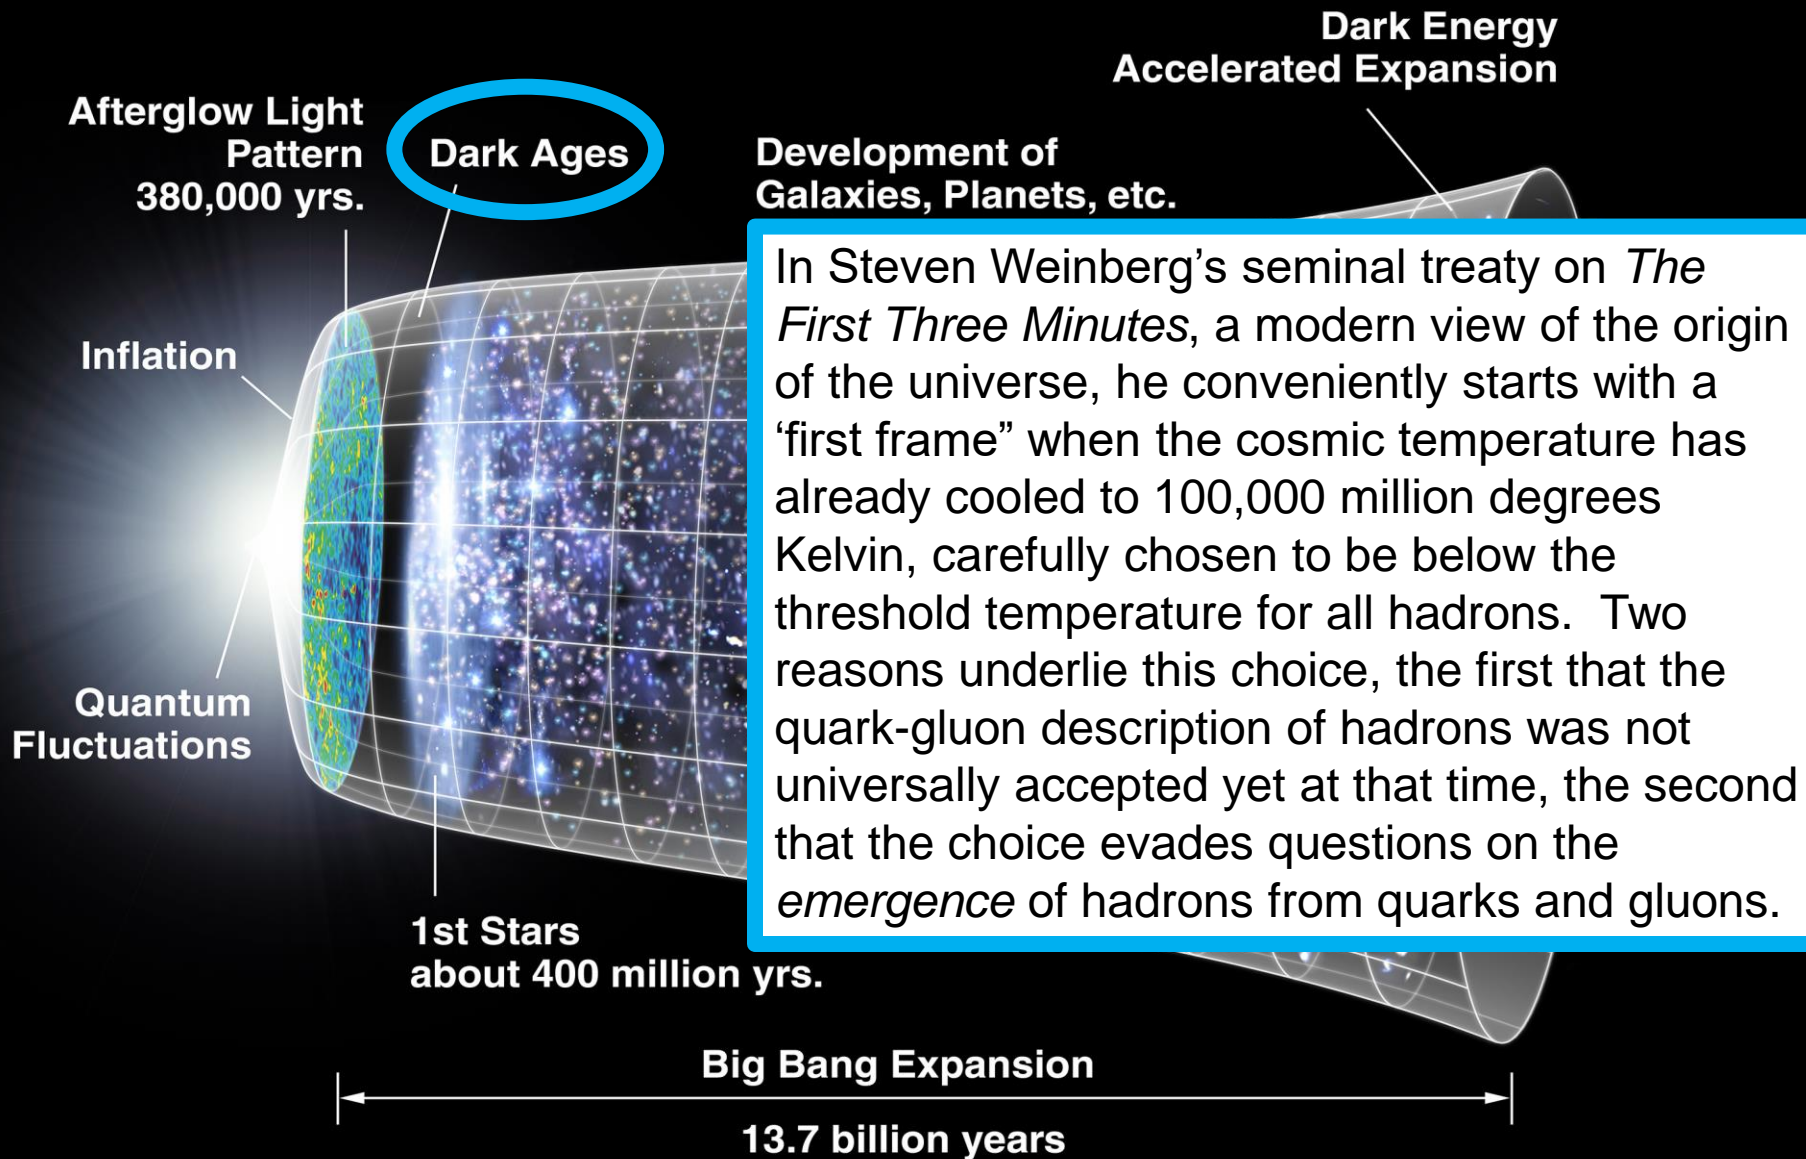 Dark Energy
Accelerated Expansion
Afterglow Light
Pattern
380,000 yrs.
Dark Ages
Development of
Galaxies, Planets, etc.
Inflation
In Steven Weinberg’s seminal treaty on The
First Three Minutes, a modern view of the origin
of the universe, he conveniently starts with a
‘first frame” when the cosmic temperature has
already cooled to 100,000 million degrees
Kelvin, carefully chosen to be below the
threshold temperature for all hadrons.  Two
reasons underlie this choice, the first that the
quark-gluon description of hadrons was not
universally accepted yet at that time, the second
that the choice evades questions on the
emergence of hadrons from quarks and gluons.
Quantum
Fluctuations
1st Stars
about 400 million yrs.
Big Bang Expansion
13.7 billion years